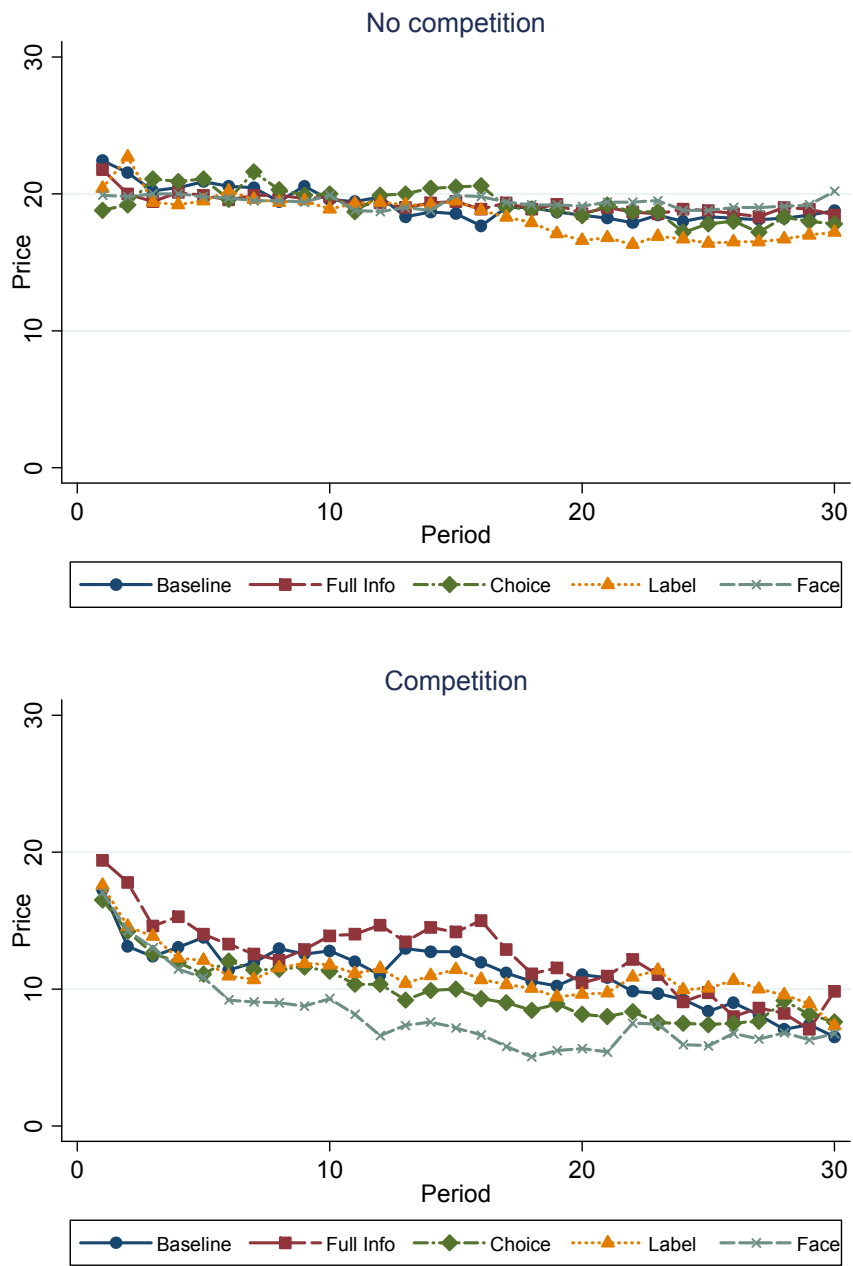 No competition
30
20
10
0
Price
0 10 20 30
Period
Baseline Full Info Choice Label Face
Competition
30
20
10
0
Price
0 10 20 30
Period
Baseline Full Info Choice Label Face